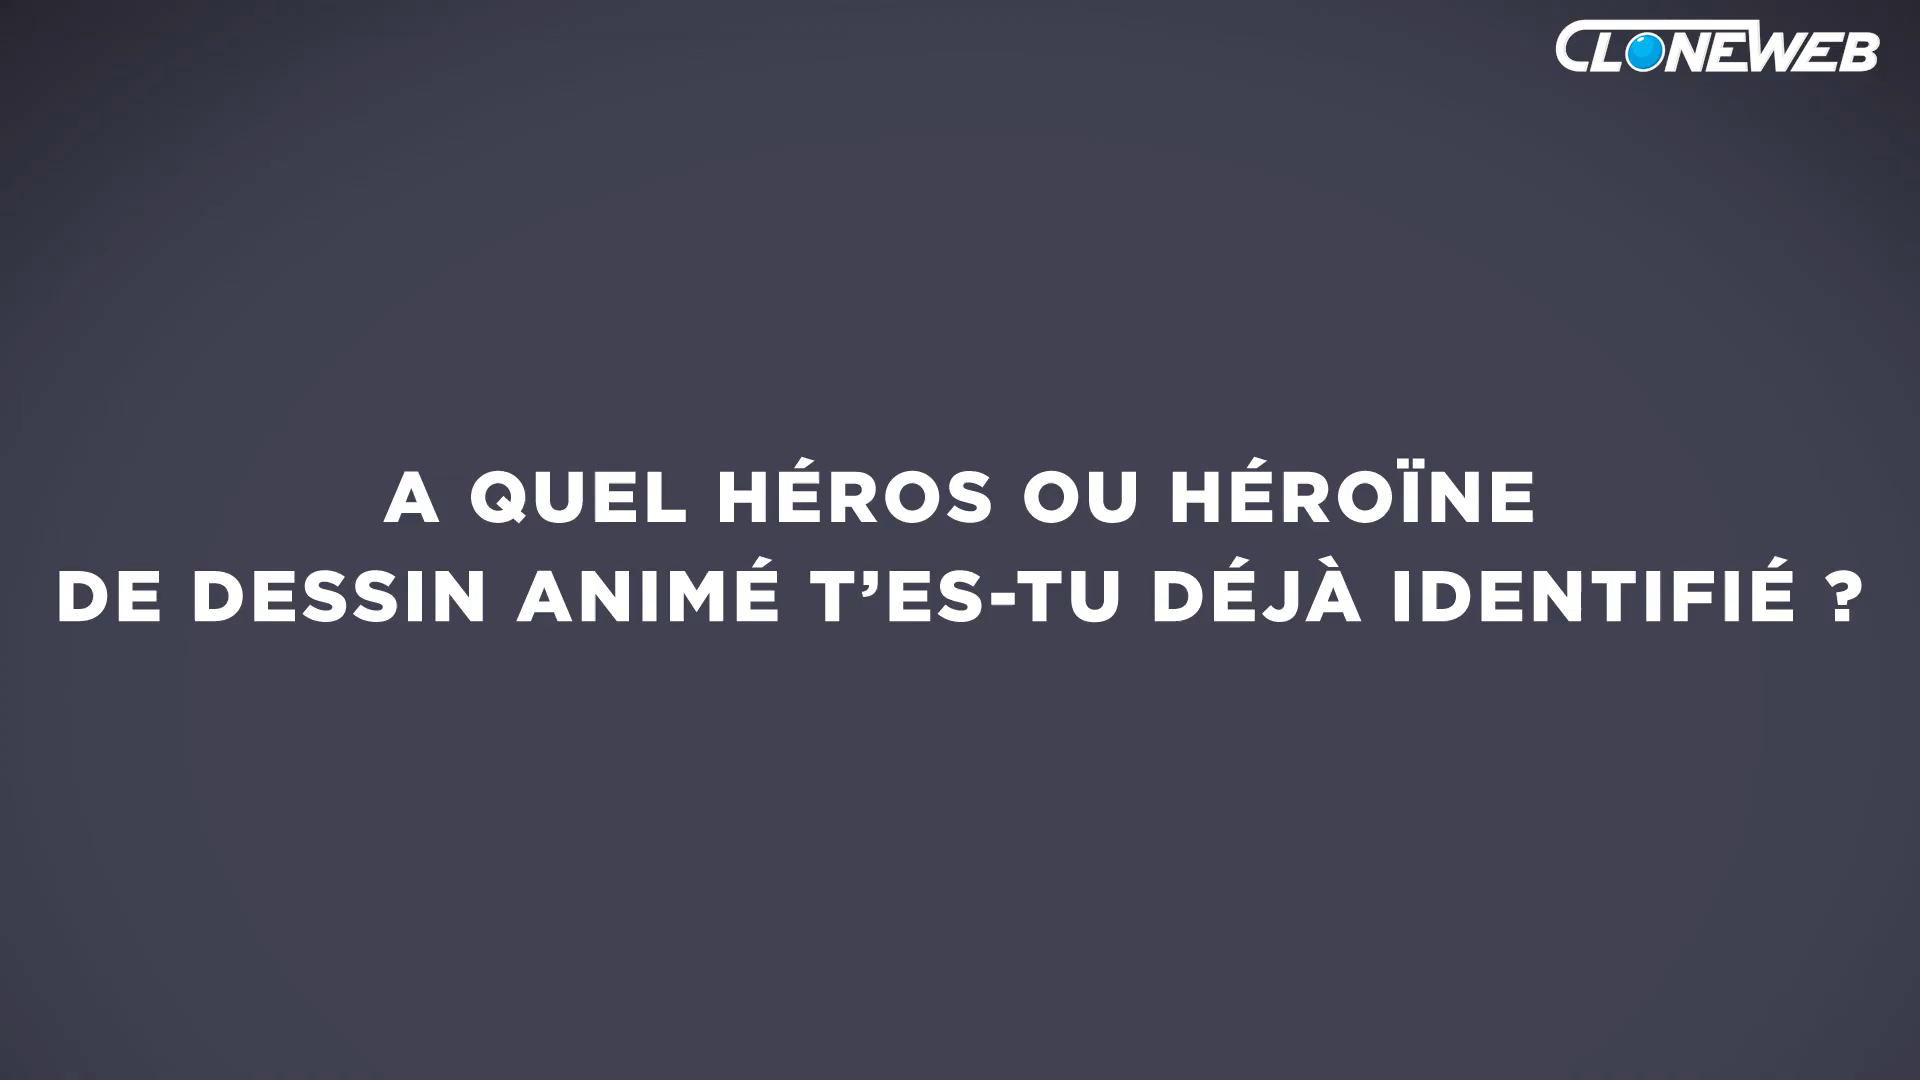 CLONEWEB
A QUEL HÉROS OU HÉROÏNE
DE DESSIN ANIMÉ T’ES-TU DÉJÀ IDENTIFIÉ ?